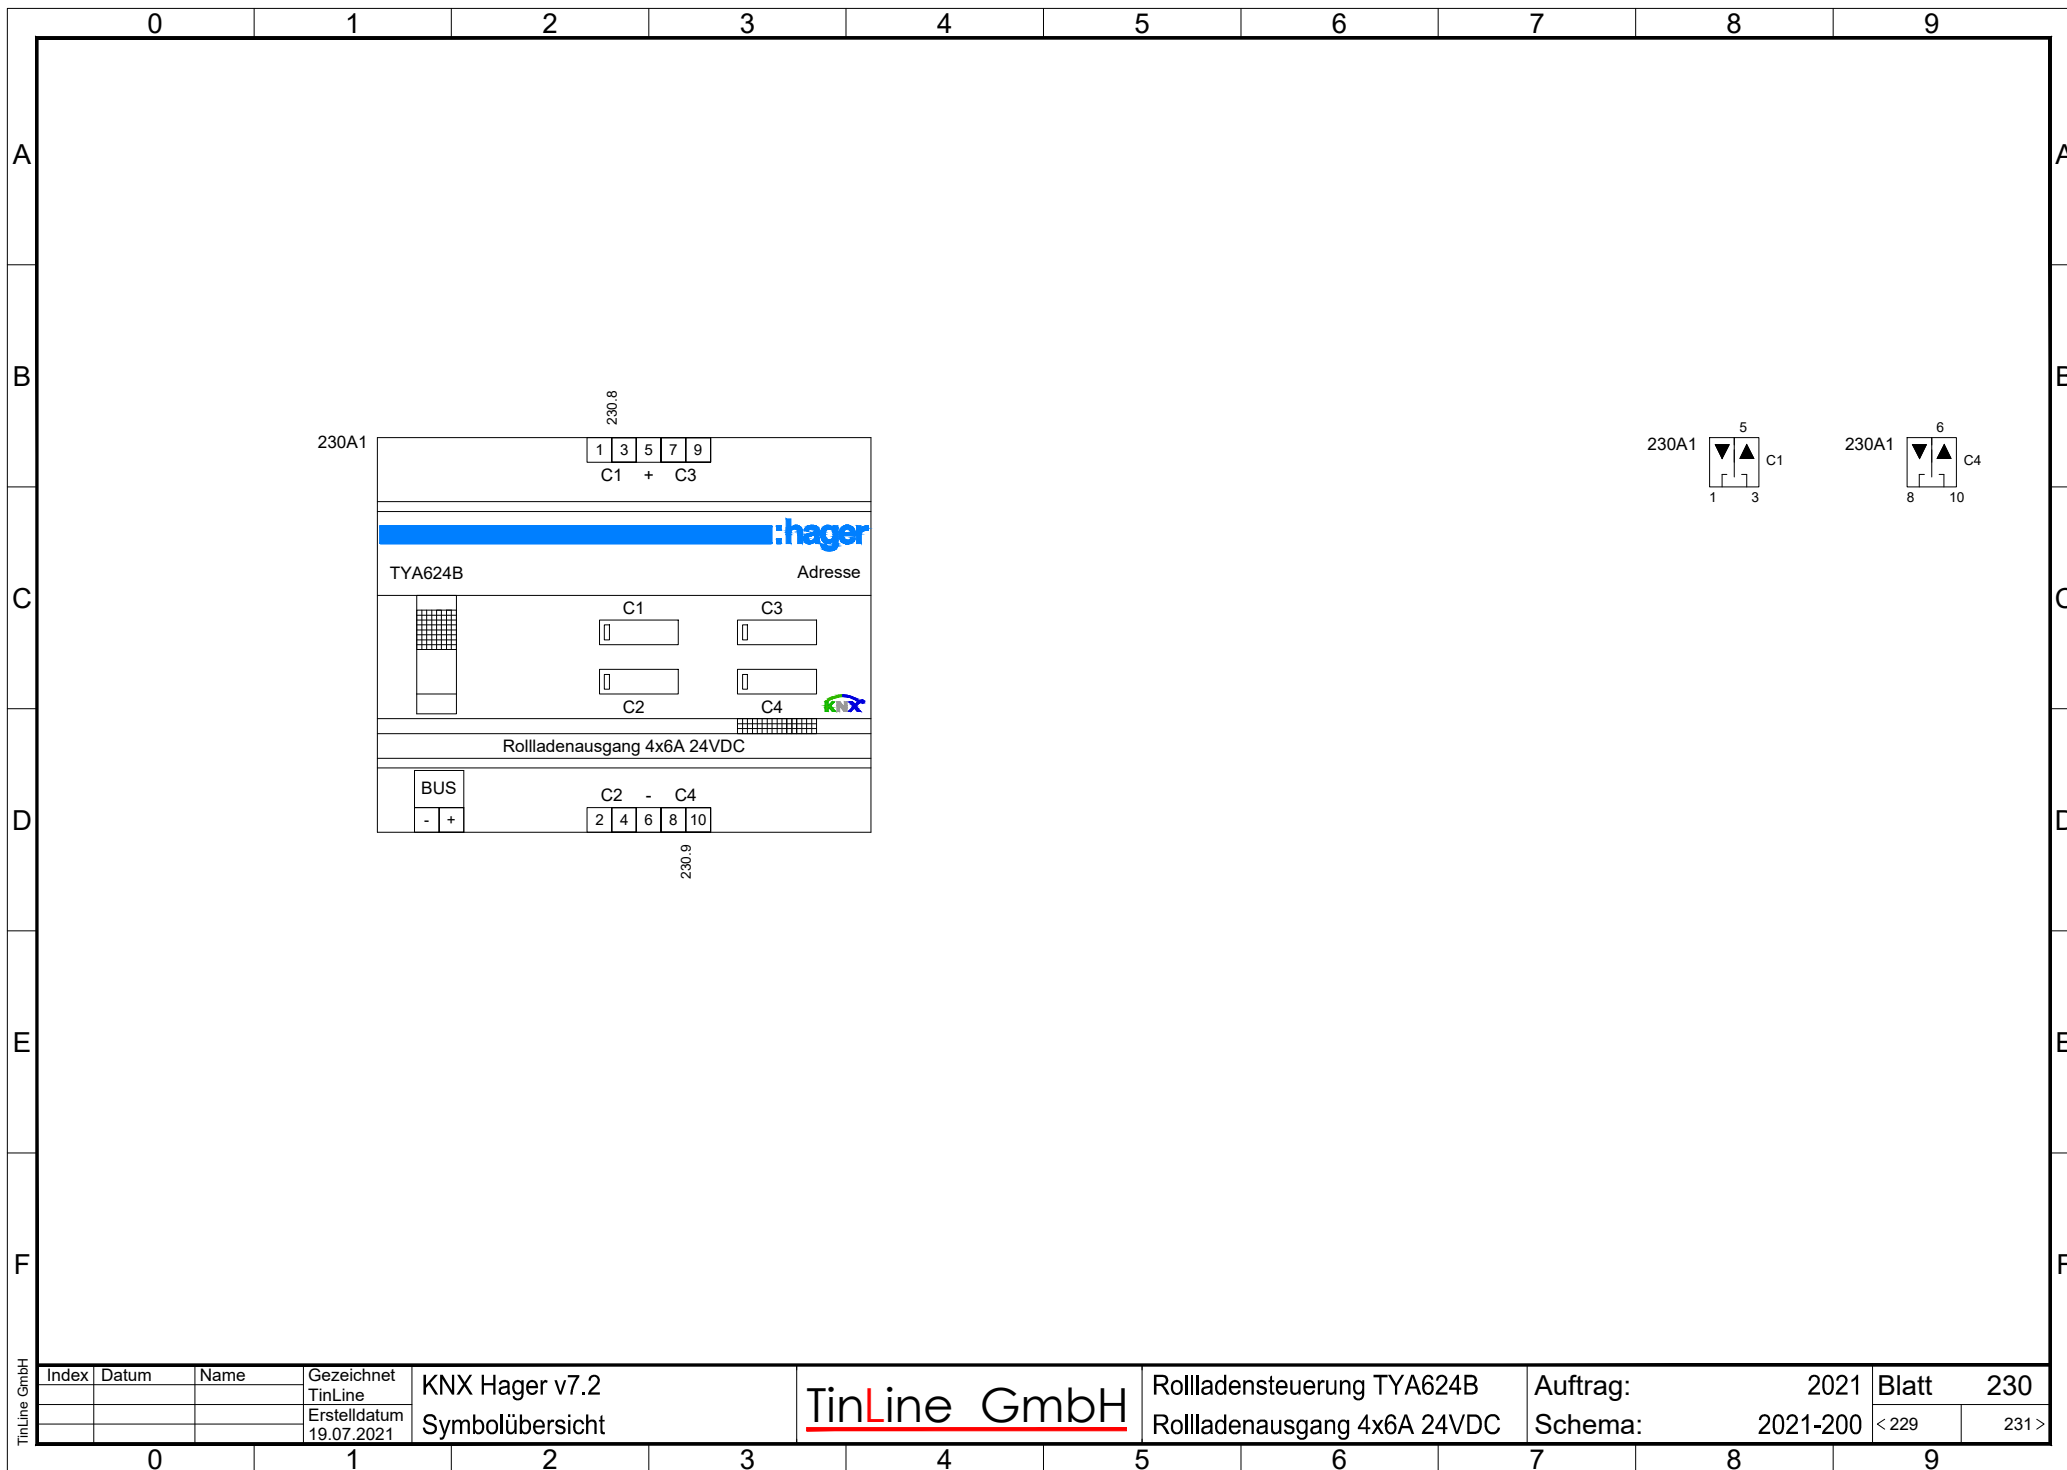 0 1 2 3 4 5 6 7 8 9
A A
B B
230.8
230A1
1 3 5 7 9
C1 + C3
230A1
5
C1
1 3
230A1
6
C4
8 10
:hager
TYA624B Adresse
C C
C1 C3
C2 C4
KNX
Rollladenausgang 4x6A 24VDC
BUS
- +
C2 - C4
2 4 6 8 10
D D
230.9
E E
F F
TinLine GmbH
Index Datum Name
Gezeichnet
TinLine
Erstelldatum
19.07.2021
KNX Hager v7.2
Symbolübersicht
TinLine GmbH
Rollladensteuerung TYA624B
Rollladenausgang 4x6A 24VDC
Auftrag: 2021
Schema: 2021-200
Blatt 230
< 229 231 >
0 1 2 3 4 5 6 7 8 9